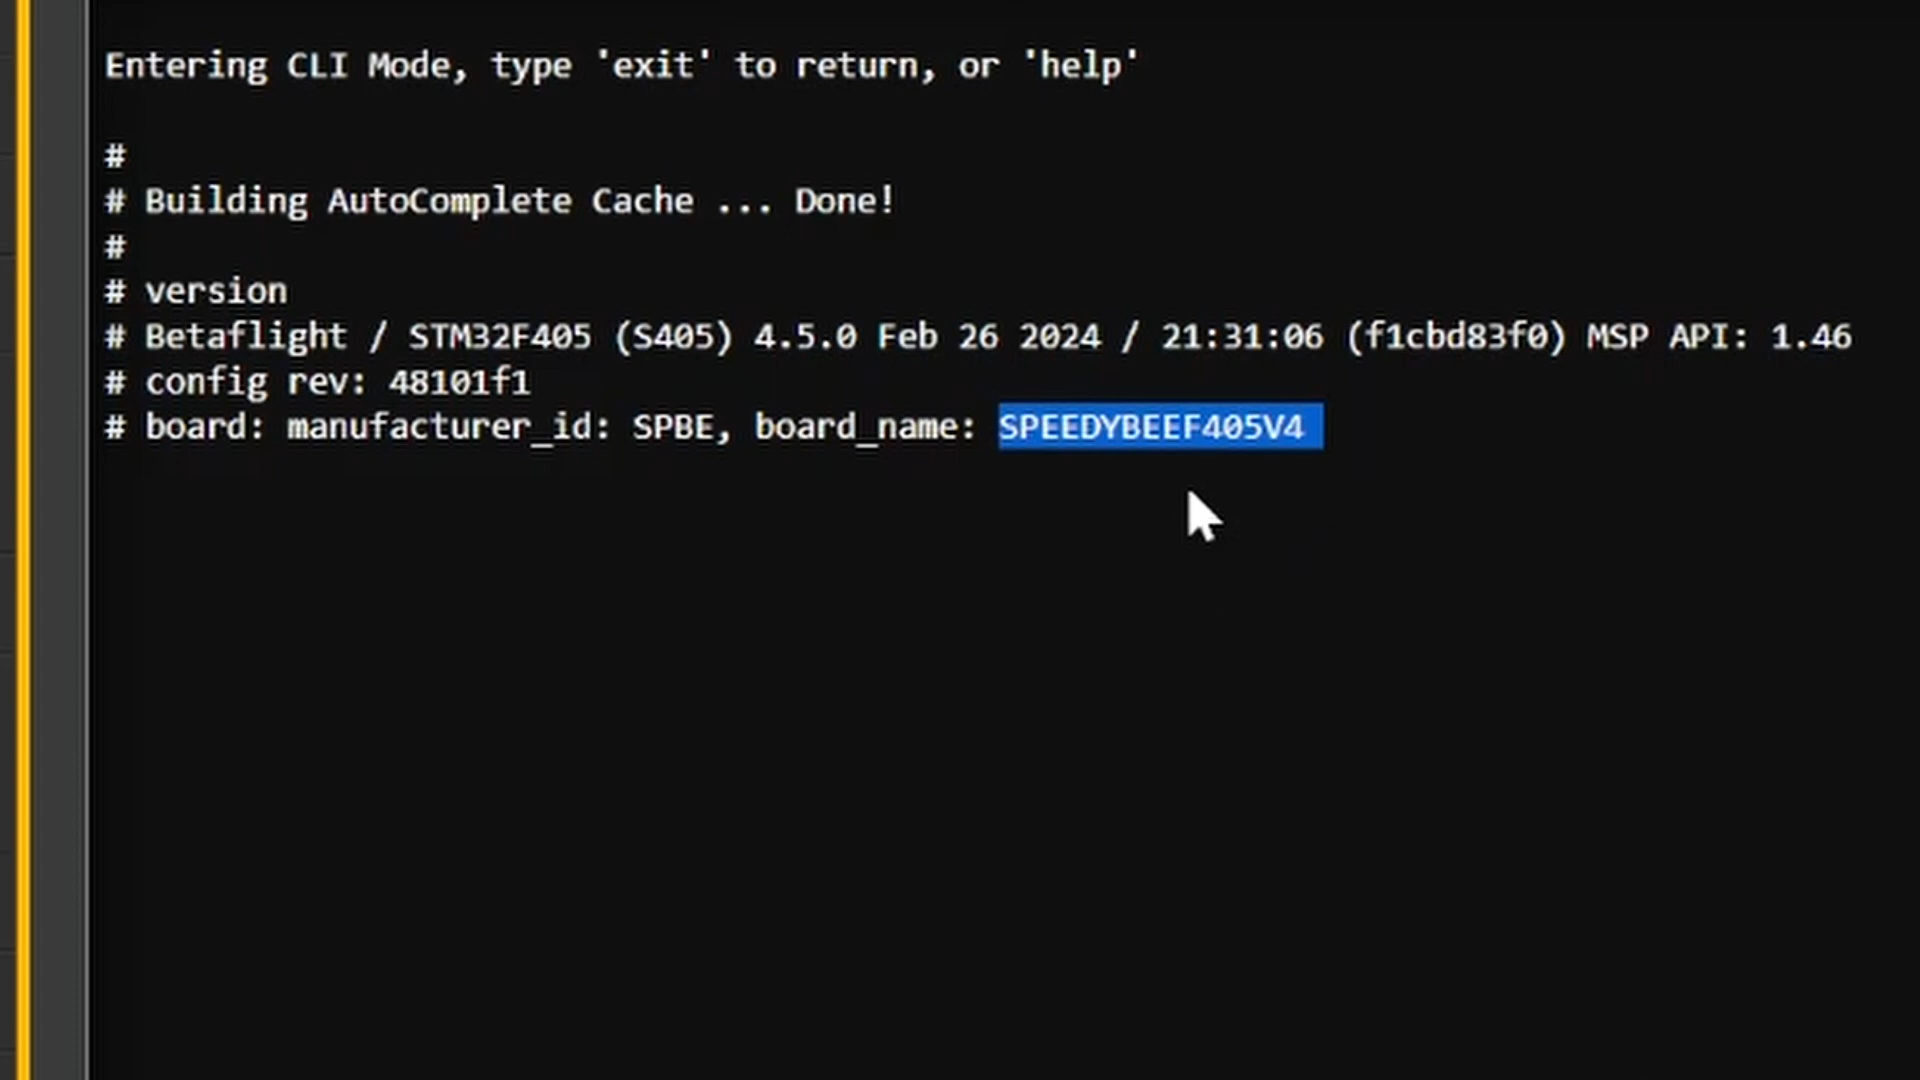 Entering CLI Mode, type 'exit' to return, or 'help'
#
# Building AutoComplete Cache ... Done!
#
# version
# Betaflight / STM32F405 (S405) 4.5.0 Feb 26 2024 / 21:31:06 (f1cbd83f0) MSP API: 1.46
# config rev: 48101f1
# board: manufacturer_id: SPBE, board_name: SPEEDYBEEF405V4